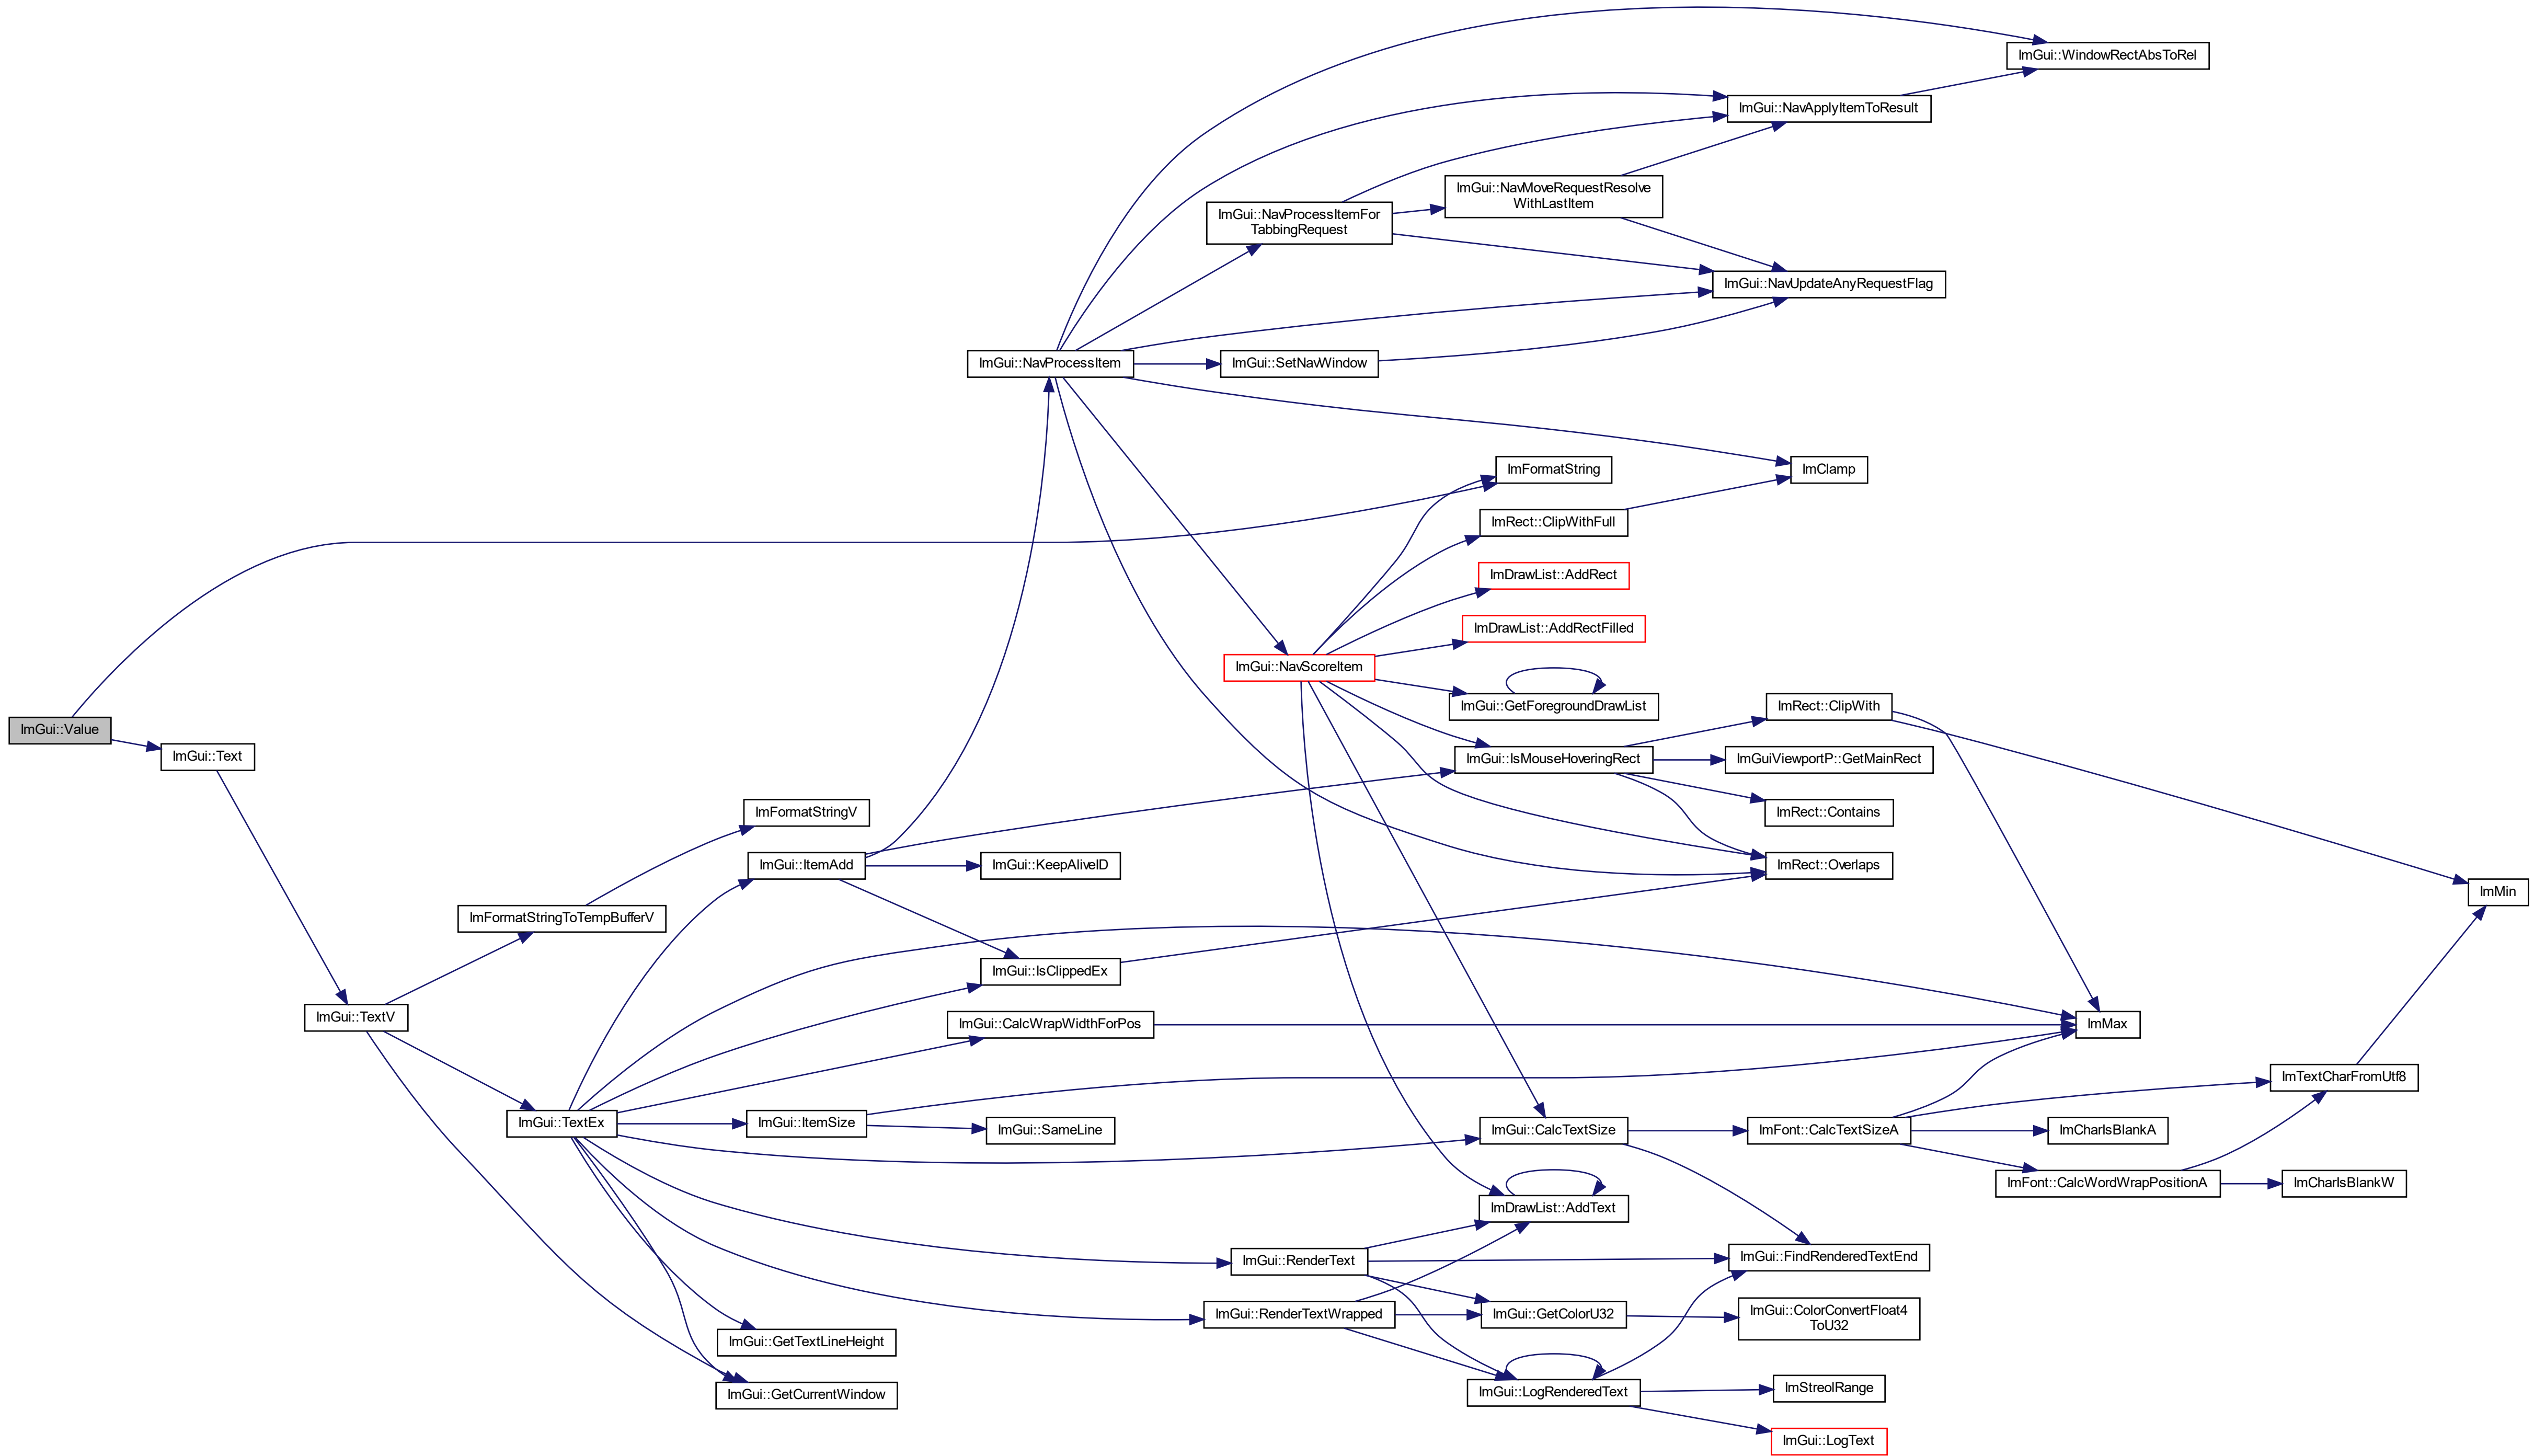 ImGui::WindowRectAbsToRel
ImGui::NavApplyItemToResult
ImGui::NavMoveRequestResolve
WithLastItem
ImGui::NavProcessItemFor
TabbingRequest
ImGui::NavUpdateAnyRequestFlag
ImGui::NavProcessItem
ImGui::SetNavWindow
ImFormatString
ImClamp
ImRect::ClipWithFull
ImDrawList::AddRect
ImDrawList::AddRectFilled
ImGui::NavScoreItem
ImGui::GetForegroundDrawList
ImRect::ClipWith
ImGui::Value
ImGui::Text
ImGui::IsMouseHoveringRect
ImGuiViewportP::GetMainRect
ImFormatStringV
ImRect::Contains
ImGui::ItemAdd
ImGui::KeepAliveID
ImRect::Overlaps
ImMin
ImFormatStringToTempBufferV
ImGui::IsClippedEx
ImGui::TextV
ImGui::CalcWrapWidthForPos
ImMax
ImTextCharFromUtf8
ImGui::TextEx
ImGui::ItemSize
ImGui::SameLine
ImGui::CalcTextSize
ImFont::CalcTextSizeA
ImCharIsBlankA
ImFont::CalcWordWrapPositionA
ImCharIsBlankW
ImDrawList::AddText
ImGui::RenderText
ImGui::FindRenderedTextEnd
ImGui::RenderTextWrapped
ImGui::GetColorU32
ImGui::ColorConvertFloat4
ToU32
ImGui::GetTextLineHeight
ImGui::GetCurrentWindow
ImGui::LogRenderedText
ImStreolRange
ImGui::LogText